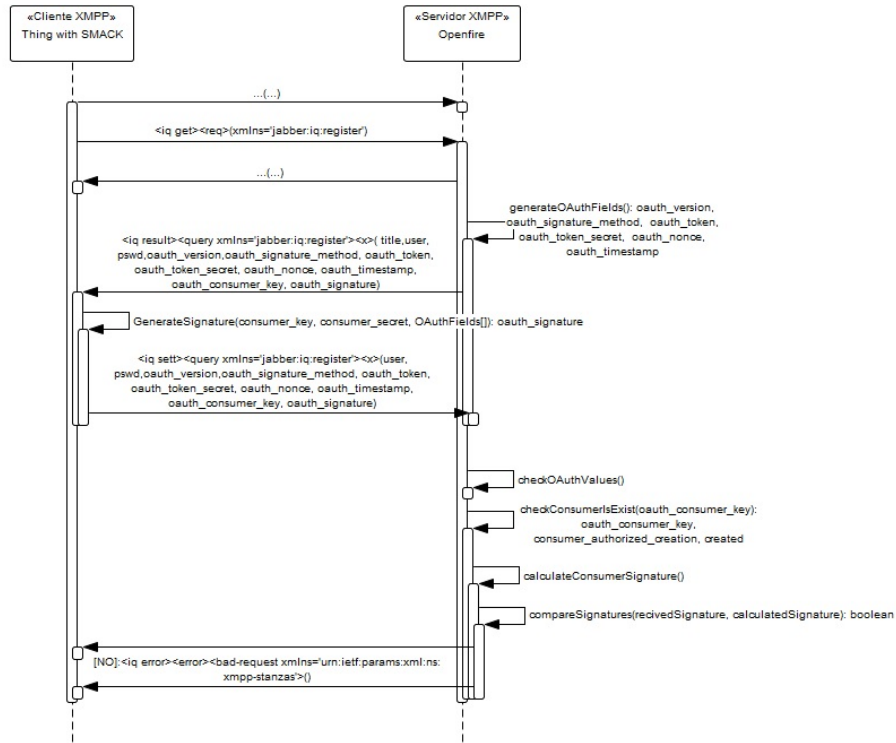 «Cliente XMPP»
Thing with SMACK
«Servidor XMPP»
Openfire
...(...)
<iq get><req>(xmlns='jabber:iq:register')
...(...)
generateOAuthFields(): oauth_version,
oauth_signature_method, oauth_token,
oauth_token_secret, oauth_nonce,
oauth_timestamp
<iq result><query xmlns='jabber:iq:register'><x>( title,user,
pswd,oauth_version,oauth_signature_method, oauth_token,
oauth_token_secret, oauth_nonce, oauth_timestamp,
oauth_consumer_key, oauth_signature)
GenerateSignature(consumer_key, consumer_secret, OAuthFields[]): oauth_signature
<iq sett><query xmlns='jabber:iq:register'><x>(user,
pswd,oauth_version,oauth_signature_method, oauth_token,
oauth_token_secret, oauth_nonce, oauth_timestamp,
oauth_consumer_key, oauth_signature)
checkOAuthValues()
checkConsumerIsExist(oauth_consumer_key):
oauth_consumer_key,
consumer_authorized_creation, created
calculateConsumerSignature()
compareSignatures(recivedSignature, calculatedSignature): boolean
[NO]:<iq error><error><bad-request xmlns='urn:ietf:params:xml:ns:
xmpp-stanzas'>()